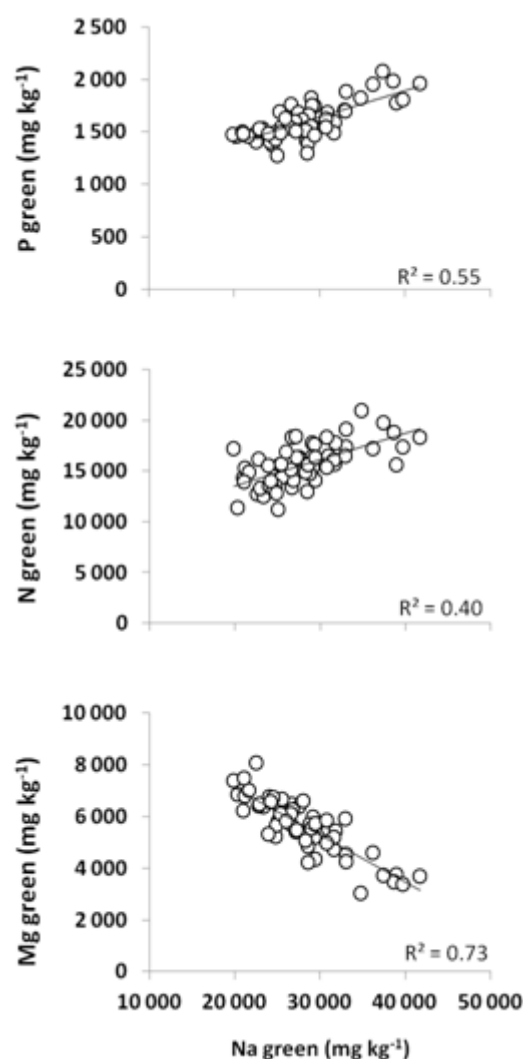 P green (mg kg⁻¹)
2 500
2 000
1 500
1 000
500
0
R² = 0.55
N green (mg kg⁻¹)
25 000
20 000
15 000
10 000
5 000
0
R² = 0.40
Mg green (mg kg⁻¹)
10 000
8 000
6 000
4 000
2 000
0
R² = 0.73
10 000 20 000 30 000 40 000 50 000
Na green (mg kg⁻¹)